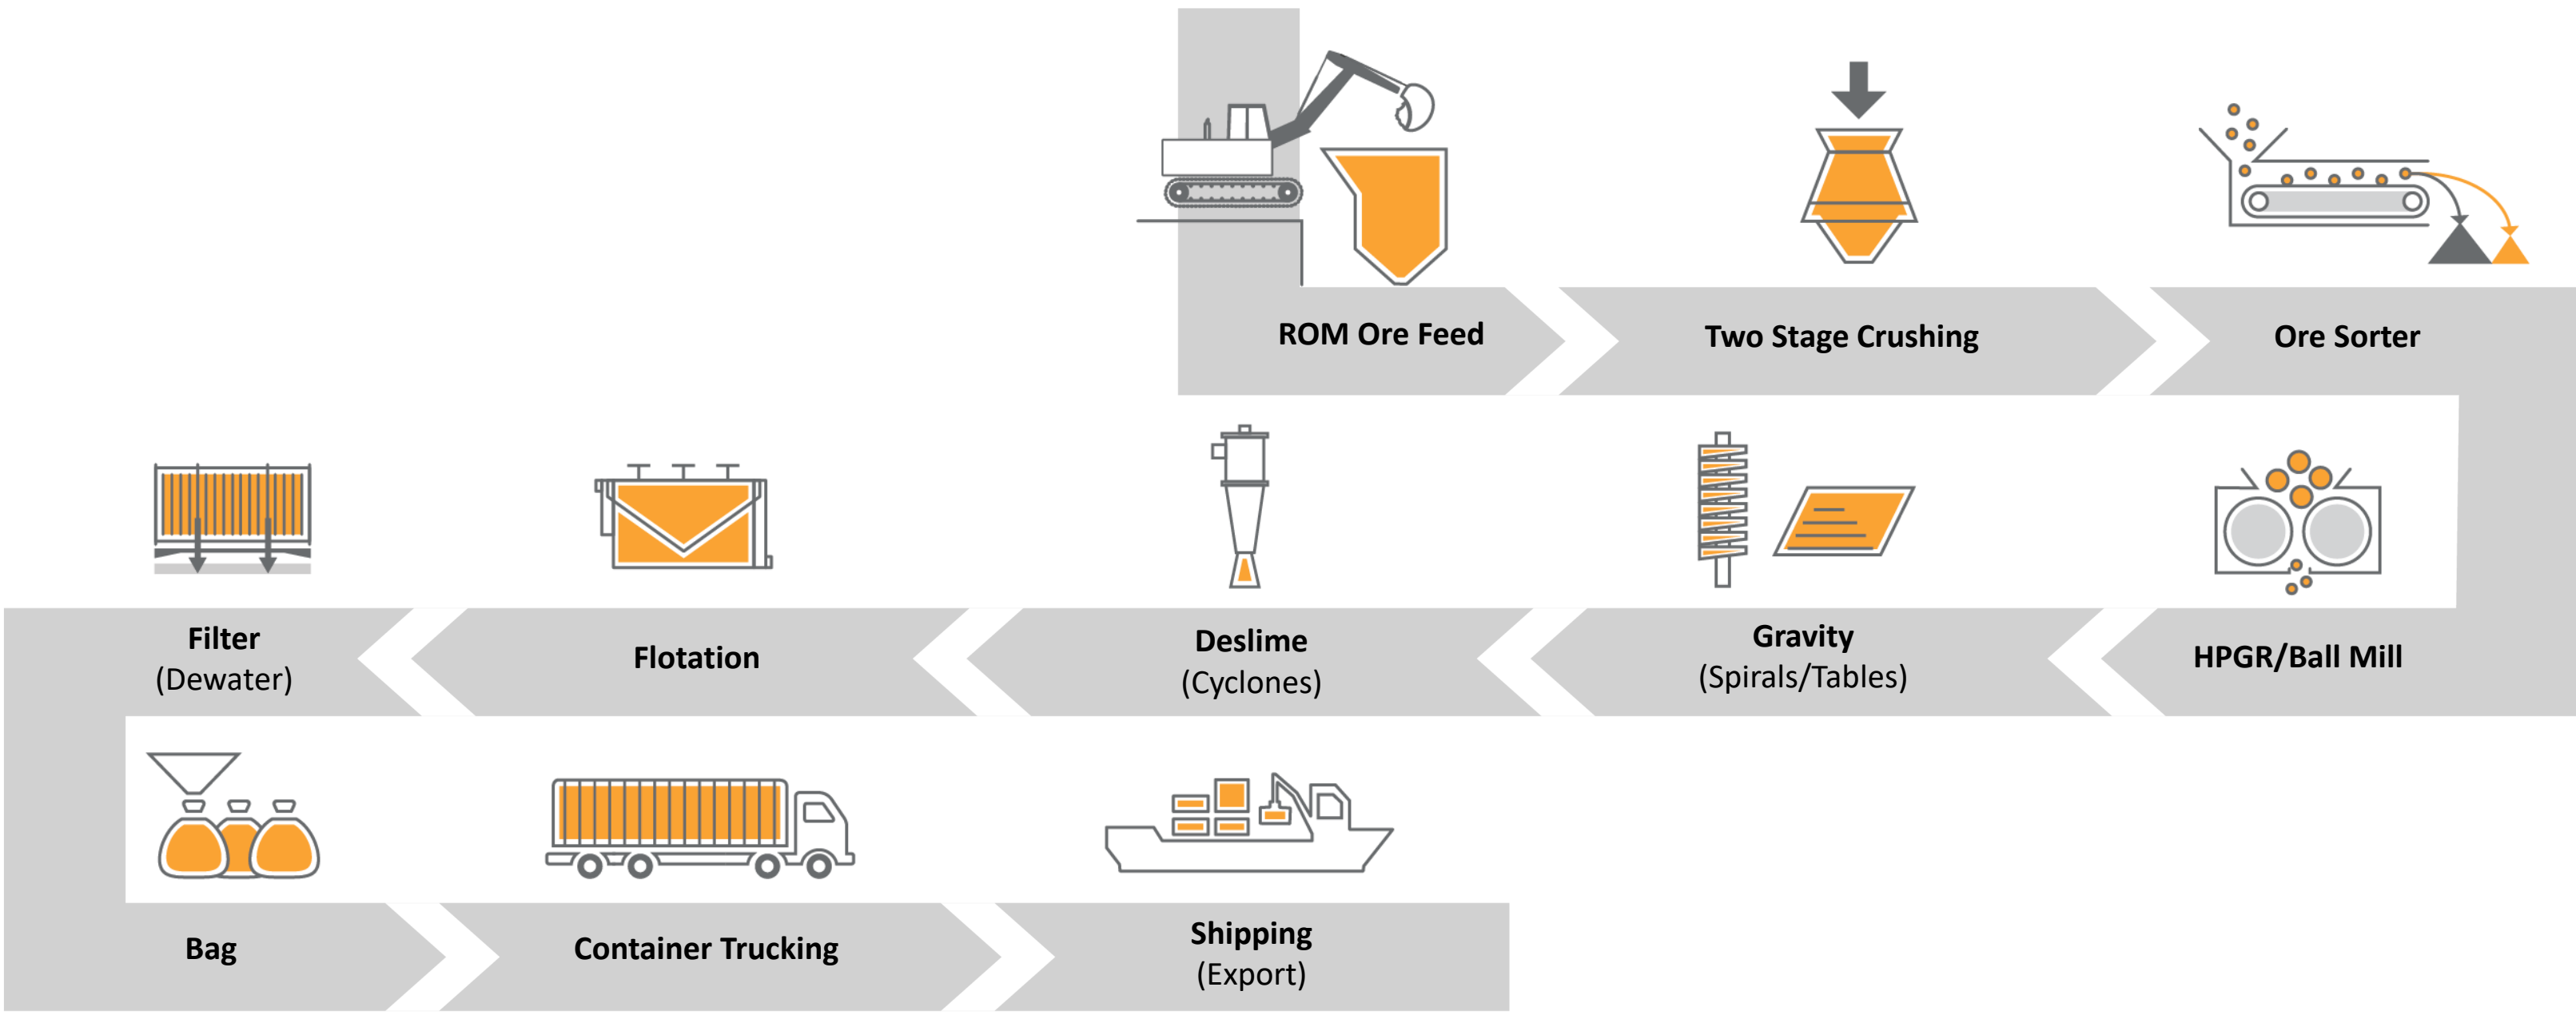 ROM Ore Feed
Two Stage Crushing
Ore Sorter
HPGR/Ball Mill
Gravity
(Spirals/Tables)
Deslime
(Cyclones)
Flotation
Filter
(Dewater)
Bag
Container Trucking
Shipping
(Export)